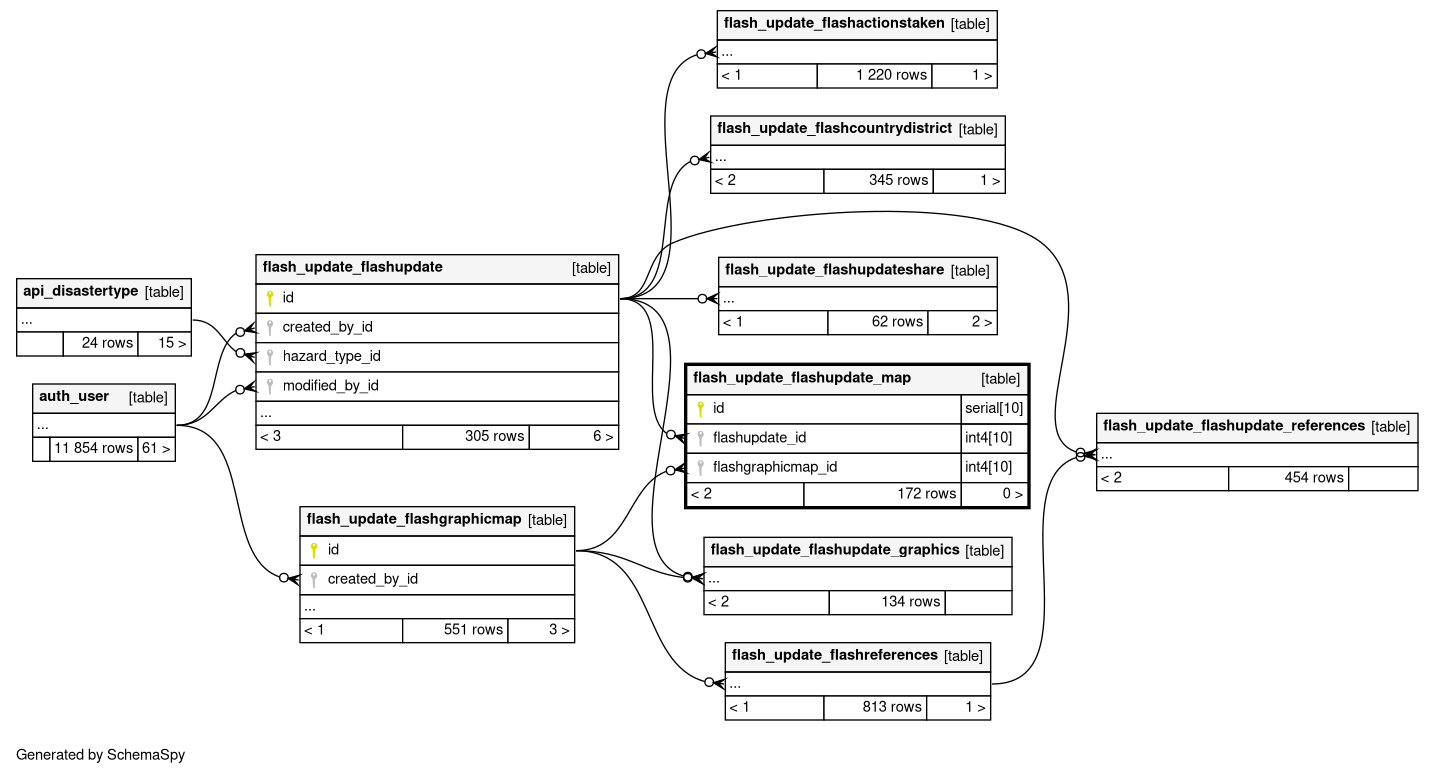 flash_update_flashactionstaken [table]
...
< 1 1 220 rows 1 >
flash_update_flashcountrydistrict [table]
...
< 2 345 rows 1 >
flash_update_flashupdate [table]
id
created_by_id
hazard_type_id
modified_by_id
...
< 3 305 rows 6 >
api_disastertype [table]
...
24 rows 15 >
auth_user [table]
...
11 854 rows 61 >
flash_update_flashupdateshare [table]
...
< 1 62 rows 2 >
flash_update_flashupdate_map [table]
id serial[10]
flashupdate_id int4[10]
flashgraphicmap_id int4[10]
< 2 172 rows 0 >
flash_update_flashupdate_references [table]
...
< 2 454 rows
flash_update_flashgraphicmap [table]
id
created_by_id
...
< 1 551 rows 3 >
flash_update_flashupdate_graphics [table]
...
< 2 134 rows
flash_update_flashreferences [table]
...
< 1 813 rows 1 >
Generated by SchemaSpy